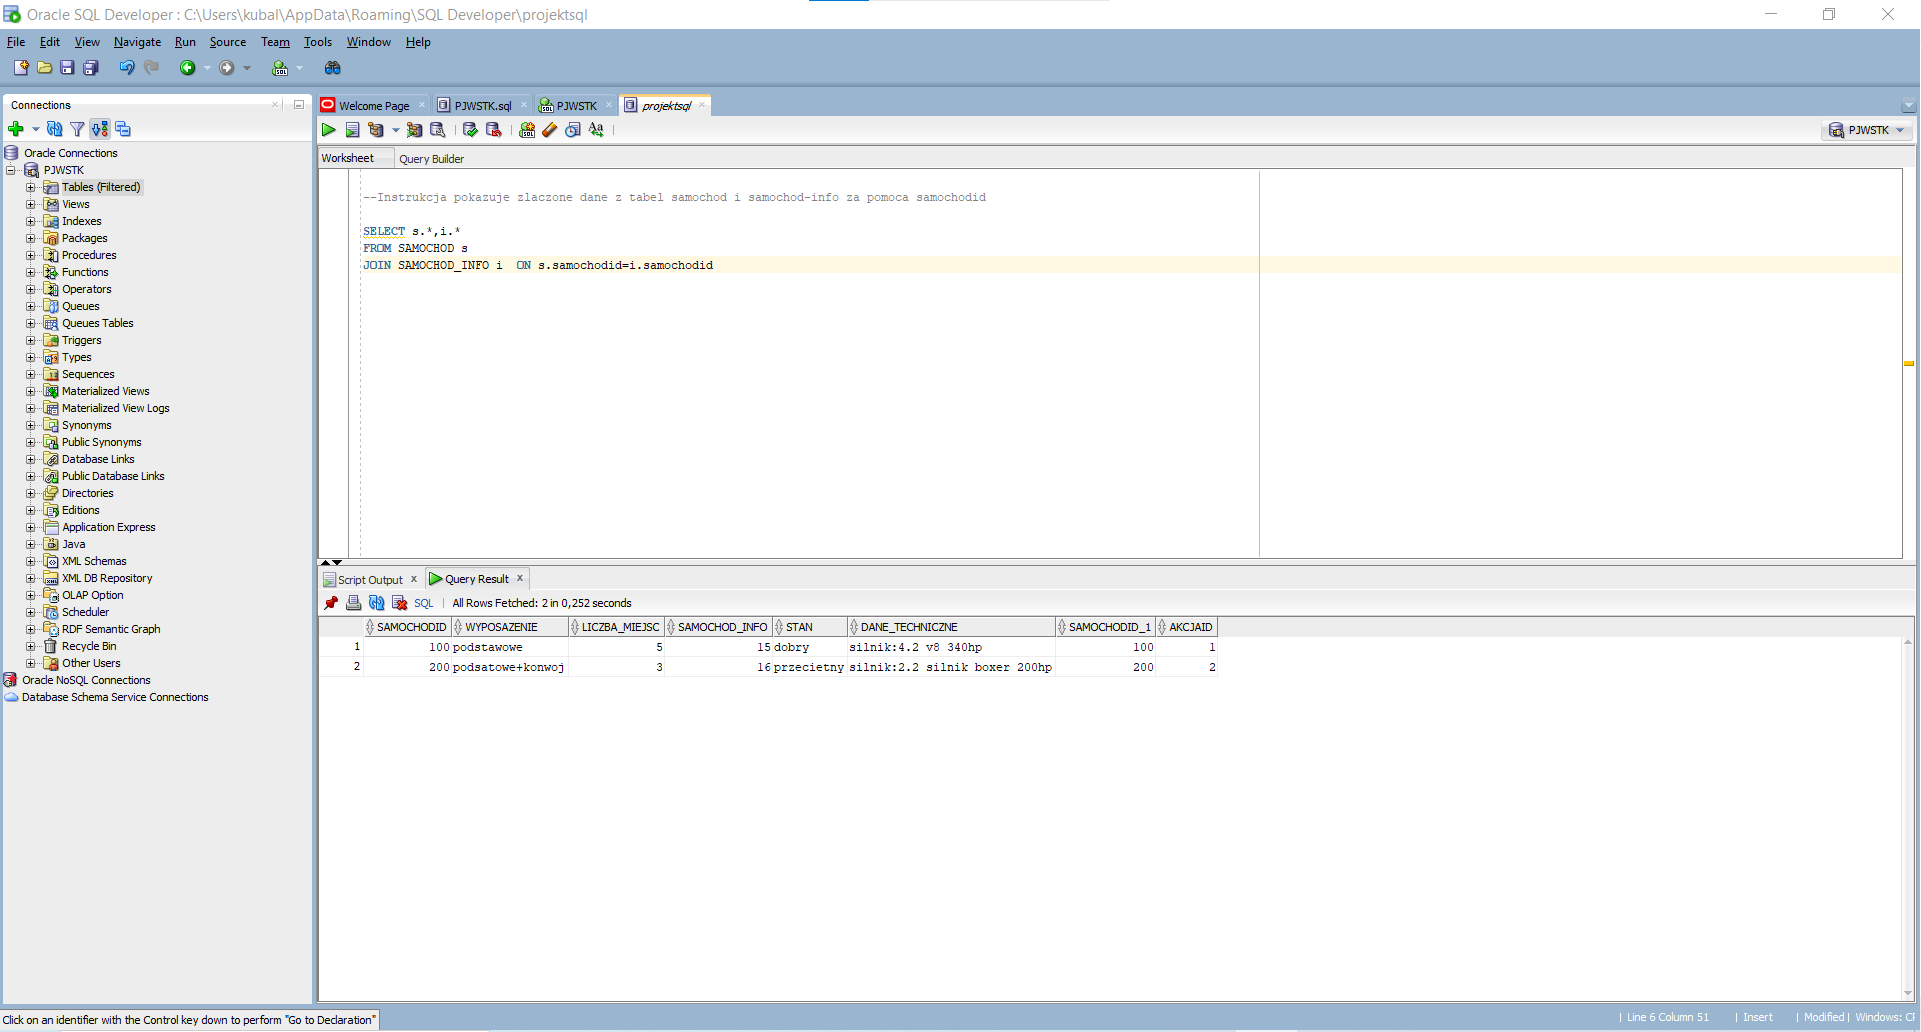 Oracle SQL Developer : C:\Users\kubal\AppData\Roaming\SQL Developer\projektsql
File Edit View Navigate Run Source Team Tools Window Help
Connections
Welcome Page PJWSTK.sql PJWSTK projektsql
PJWSTK
Worksheet Query Builder
Oracle Connections
PJWSTK
Tables (Filtered)
Views
Indexes
Packages
Procedures
Functions
Operators
Queues
Queues Tables
Triggers
Types
Sequences
Materialized Views
Materialized View Logs
Synonyms
Public Synonyms
Database Links
Public Database Links
Directories
Editions
Application Express
Java
XML Schemas
XML DB Repository
OLAP Option
Scheduler
RDF Semantic Graph
Recycle Bin
Other Users
Oracle NoSQL Connections
Database Schema Service Connections
--Instrukcja pokazuje zlaczone dane z tabel samochod i samochod-info za pomoca samochodid
SELECT s.*,i.*
FROM SAMOCHOD s
JOIN SAMOCHOD_INFO i ON s.samochodid=i.samochodid
Script Output x Query Result x
SQL All Rows Fetched: 2 in 0,252 seconds
SAMOCHODID WYPOSAZENIE LICZBA_MIEJSC SAMOCHOD_INFO STAN DANE_TECHNICZNE SAMOCHODID_1 AKCJAID
1 100 podstawowe 5 15 dobry silnik:4.2 v8 340hp 100 1
2 200 podsatowe+konwoj 3 16 przecietny silnik:2.2 silnik boxer 200hp 200 2
Click on an identifier with the Control key down to perform "Go to Declaration"
| Line 6 Column 51 | Insert | Modified | Windows: CF